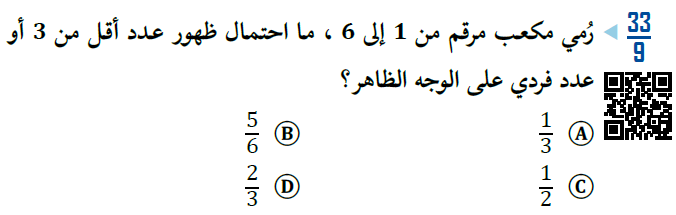 33/9 رُمي مكعب مرقم من 1 إلى 6 ، ما احتمال ظهور عدد أقل من 3 أو
عدد فردي على الوجه الظاهر؟
A 1/3 B 5/6
C 1/2 D 2/3